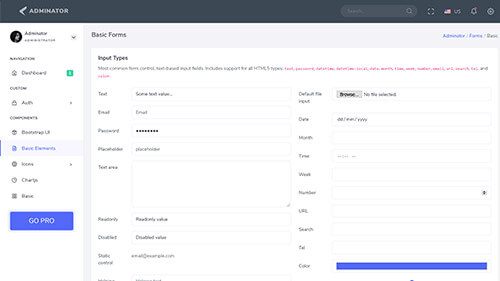 ADMINATOR
Search
US
Adminator
ADMINISTRATOR
NAVIGATION
Dashboard
CUSTOM
Auth
COMPONENTS
Bootstrap UI
Basic Elements
Icons
Chartjs
Basic
GO PRO
Basic Forms
Adminator / Forms / Basic
Input Types
Most common form control, text-based input fields. Includes support for all HTML5 types: text, password, datetime, datetime-local, date, month, time, week, number, email, url, search, tel, and
color.
Text
Some text value...
Email
Email
Password
Placeholder
placeholder
Text area
Readonly
Readonly value
Disabled
Disabled value
Static
control
email@example.com
Default file
input
Browse...
No file selected.
Date
dd/mm/yyyy
Month
Time
--:-- --
Week
Number
URL
Search
Tel
Color